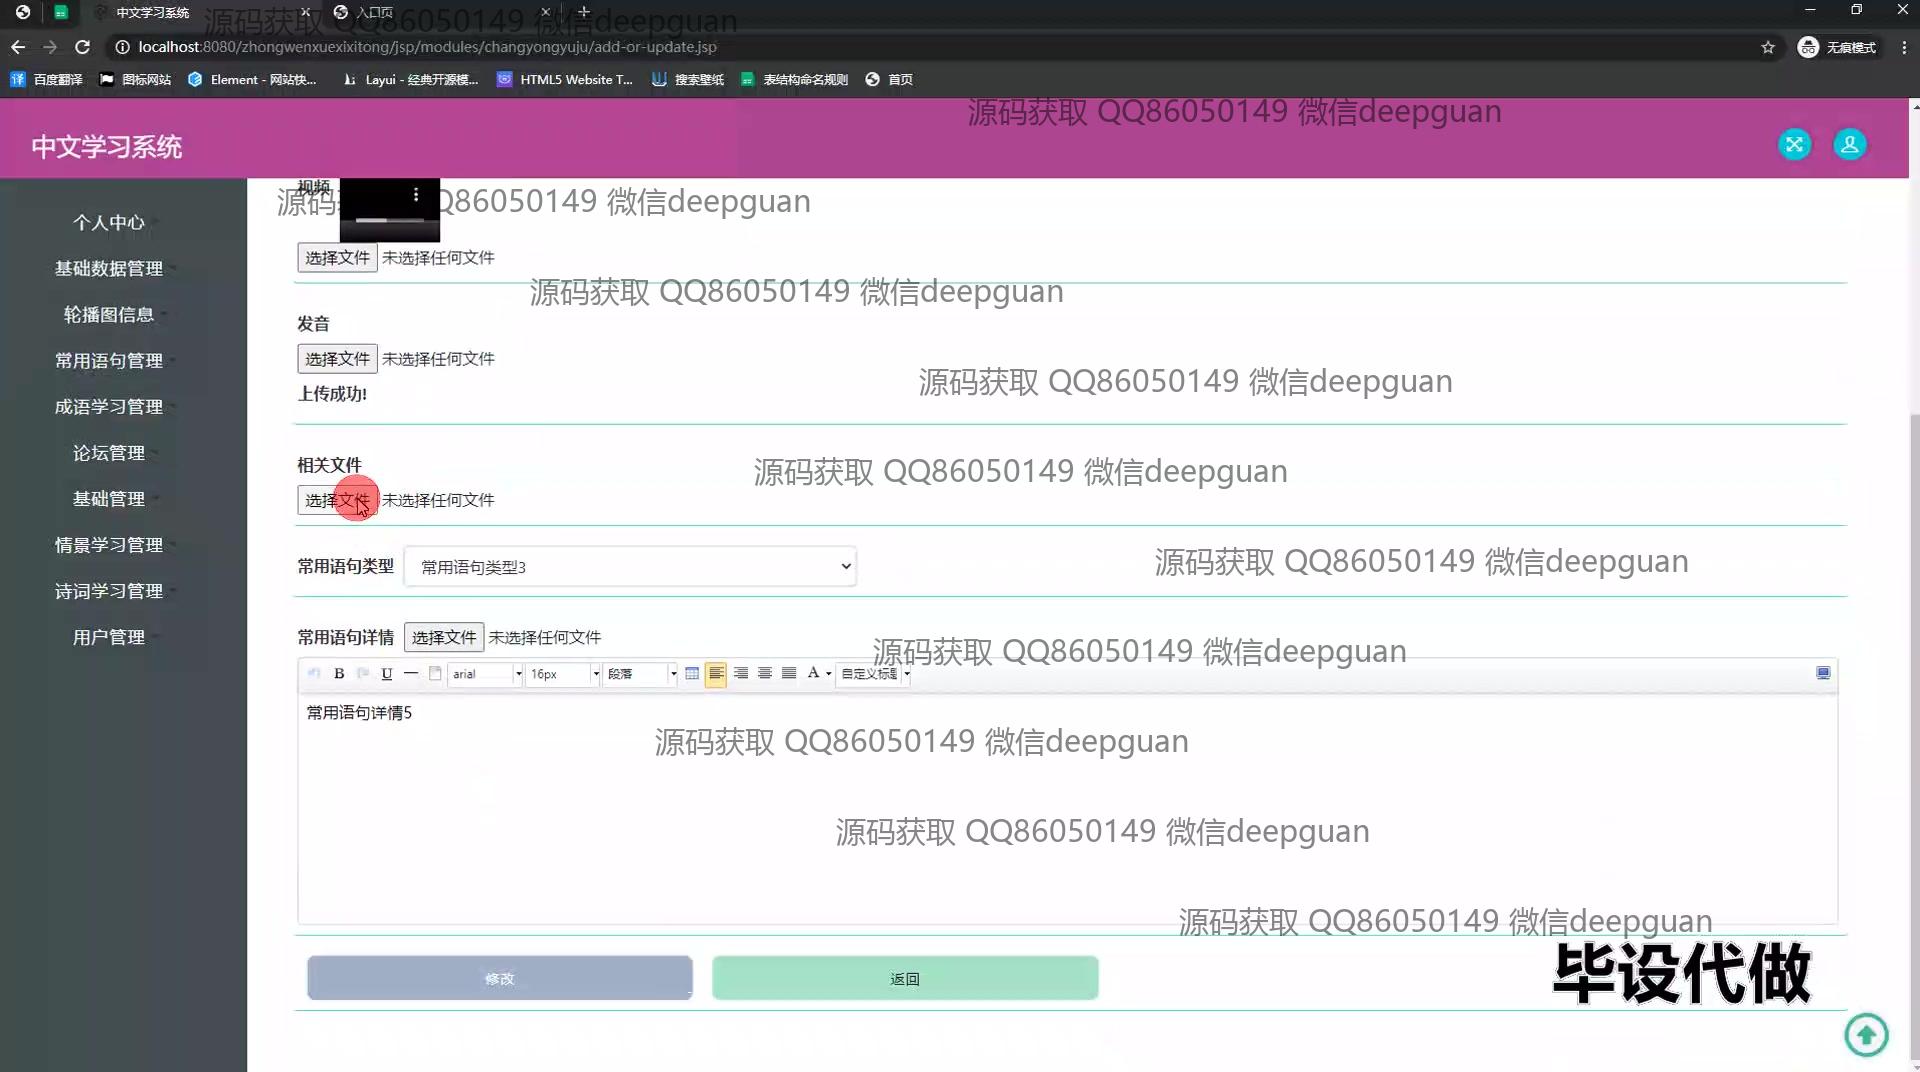 中文学习系统
入口页
源码获取 QQ86050149 微信deepguan
localhost:8080/zhongwenxuexixitong/jsp/modules/changyongyuju/add-or-update.jsp
无痕模式
百度翻译
图标网站
Element - 网站快...
Layui - 经典开源模...
HTML5 Website T...
搜索壁纸
表结构命名规则
首页
源码获取 QQ86050149 微信deepguan
中文学习系统
视频
源码获取 QQ86050149 微信deepguan
个人中心
基础数据管理
轮播图信息
常用语句管理
成语学习管理
论坛管理
基础管理
情景学习管理
诗词学习管理
用户管理
选择文件 未选择任何文件
源码获取 QQ86050149 微信deepguan
发音
选择文件 未选择任何文件
源码获取 QQ86050149 微信deepguan
上传成功!
相关文件
源码获取 QQ86050149 微信deepguan
选择文件 未选择任何文件
常用语句类型 常用语句类型3
源码获取 QQ86050149 微信deepguan
常用语句详情 选择文件 未选择任何文件
源码获取 QQ86050149 微信deepguan
B U arial 16px 段落 A 自定义标题
常用语句详情5
源码获取 QQ86050149 微信deepguan
源码获取 QQ86050149 微信deepguan
源码获取 QQ86050149 微信deepguan
毕设代做
修改
返回